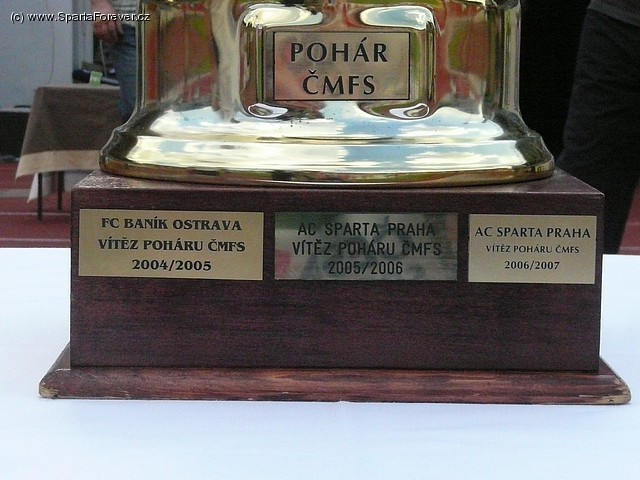 (c) www.SpartaForever.cz
POHÁR
ČMFS
FC BANÍK OSTRAVA
VÍTĚZ POHÁRU ČMFS
2004/2005
AC SPARTA PRAHA
VÍTĚZ POHÁRU ČMFS
2005/2006
AC SPARTA PRAHA
VÍTĚZ POHÁRU ČMFS
2006/2007